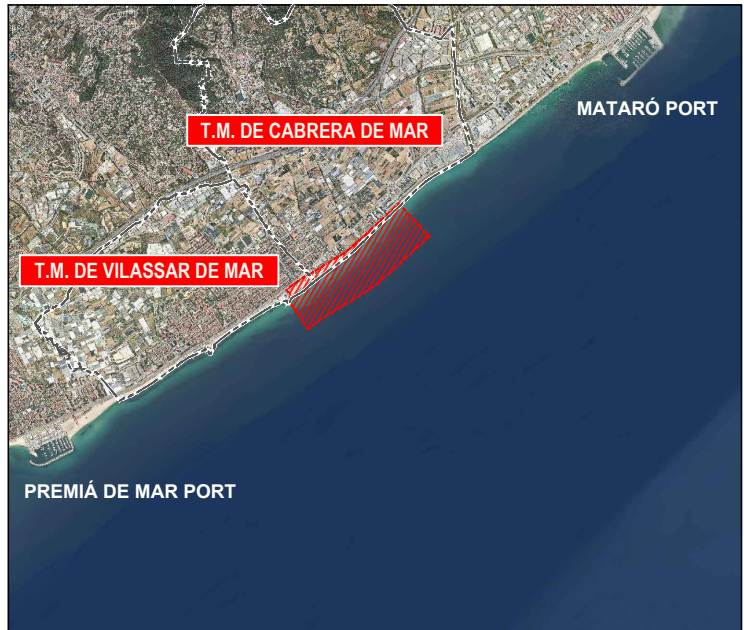 MATARÓ PORT
T.M. DE CABRERA DE MAR
T.M. DE VILASSAR DE MAR
PREMIÁ DE MAR PORT